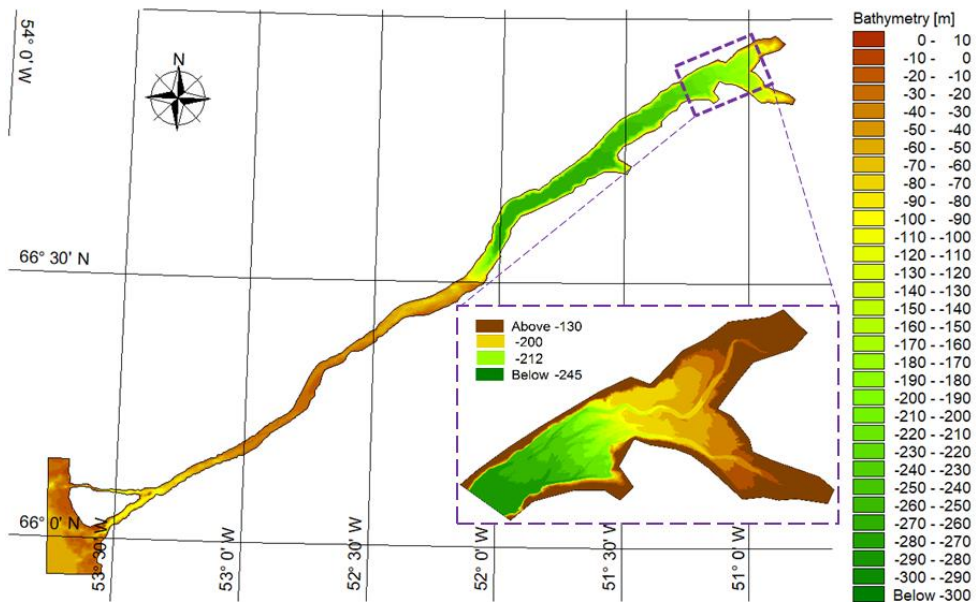 54° 0' W
N
66° 30' N
66° 0' N
53° 30' W
53° 0' W
52° 30' W
52° 0' W
51° 30' W
51° 0' W
Above -130
-200
-212
Below -245
Bathymetry [m]
0 - 10
-10 - 0
-20 - -10
-30 - -20
-40 - -30
-50 - -40
-60 - -50
-70 - -60
-80 - -70
-90 - -80
-100 - -90
-110 - -100
-120 - -110
-130 - -120
-140 - -130
-150 - -140
-160 - -150
-170 - -160
-180 - -170
-190 - -180
-200 - -190
-210 - -200
-220 - -210
-230 - -220
-240 - -230
-250 - -240
-260 - -250
-270 - -260
-280 - -270
-290 - -280
-300 - -290
Below -300